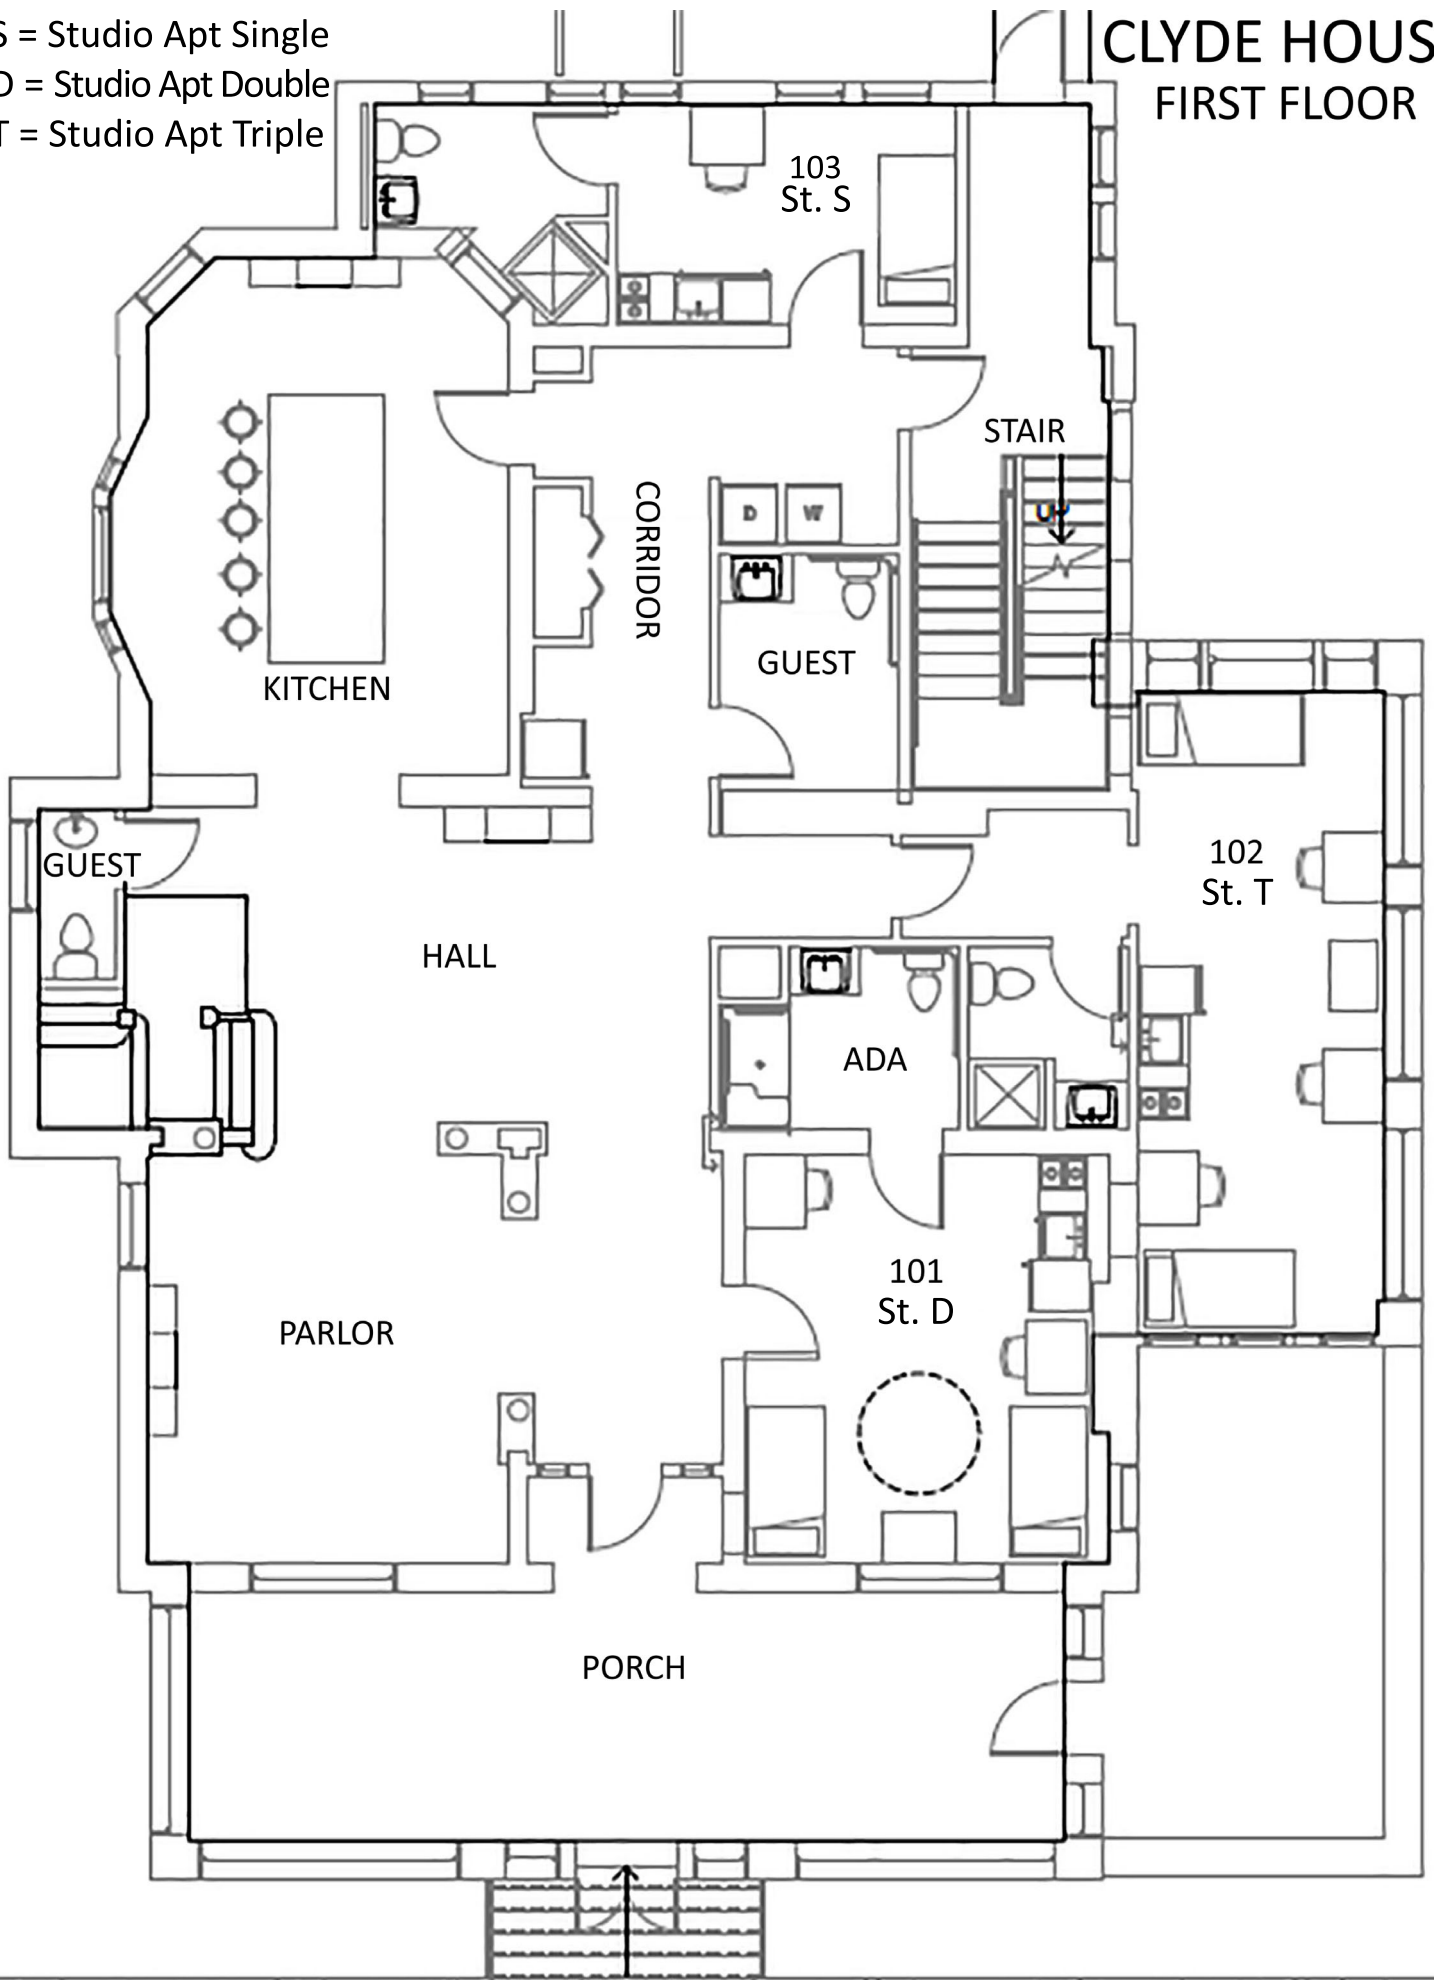 S = Studio Apt Single
D = Studio Apt Double
T = Studio Apt Triple
CLYDE HOUS
FIRST FLOOR
103
St. S
STAIR
UP
CORRIDOR
D
W
GUEST
KITCHEN
GUEST
102
St. T
HALL
ADA
101
St. D
PARLOR
PORCH